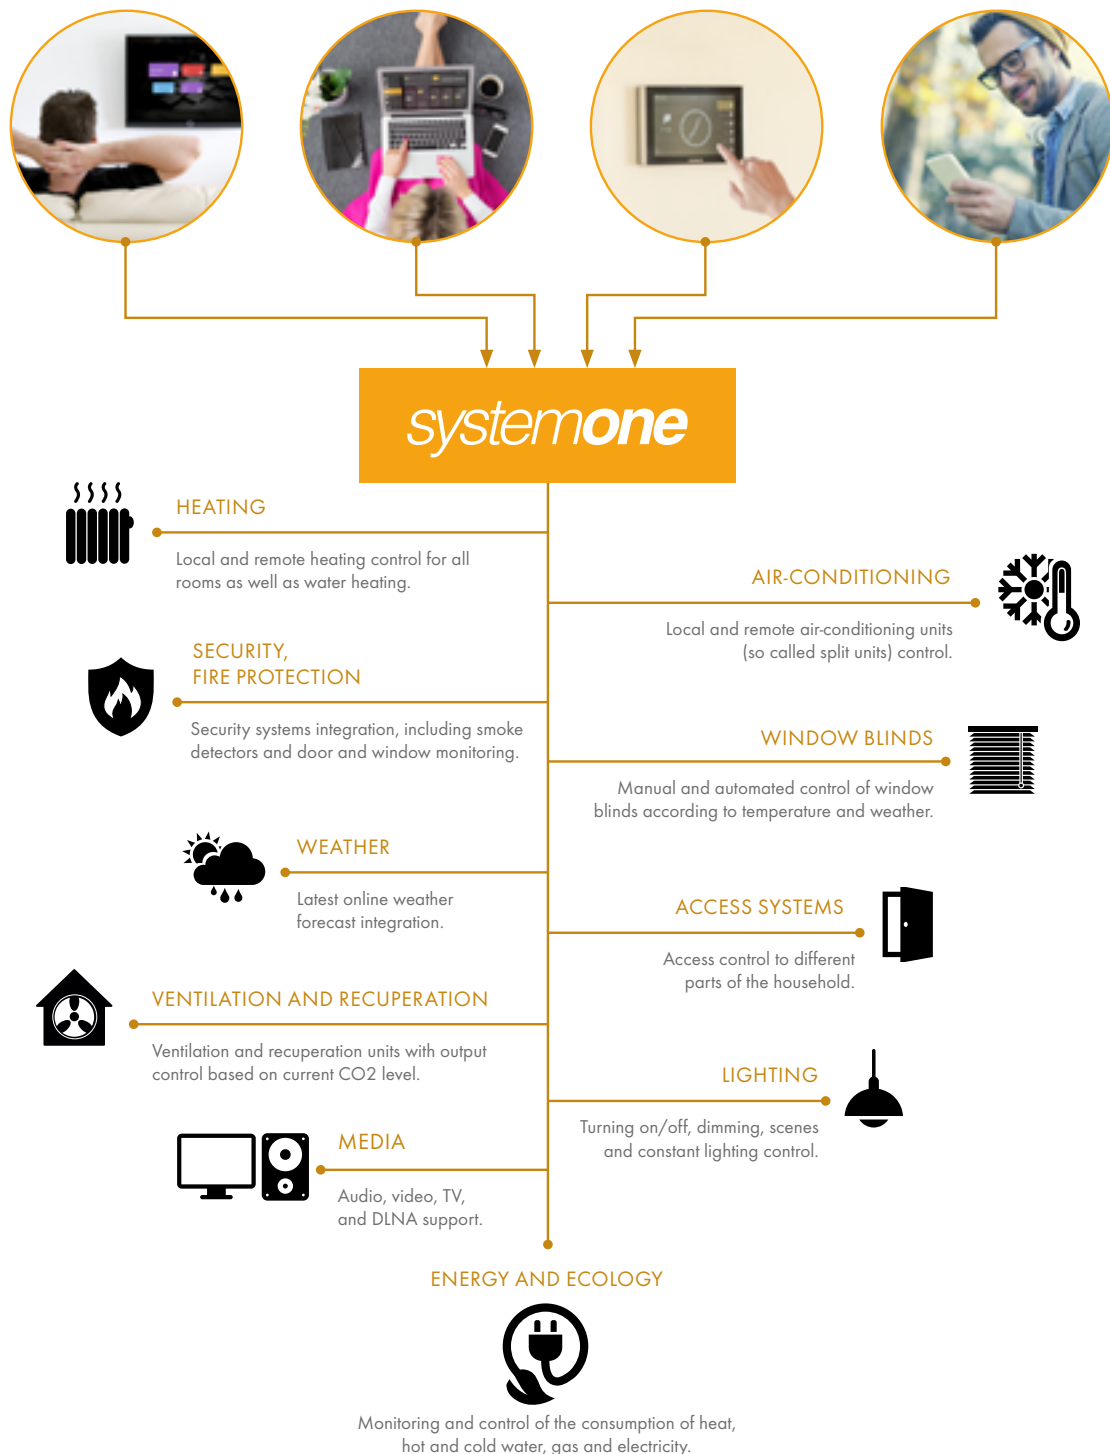 systemone
HEATING
Local and remote heating control for all
rooms as well as water heating.
AIR-CONDITIONING
Local and remote air-conditioning units
(so called split units) control.
SECURITY,
FIRE PROTECTION
Security systems integration, including smoke
detectors and door and window monitoring.
WINDOW BLINDS
Manual and automated control of window
blinds according to temperature and weather.
WEATHER
Latest online weather
forecast integration.
ACCESS SYSTEMS
Access control to different
parts of the household.
VENTILATION AND RECUPERATION
Ventilation and recuperation units with output
control based on current CO2 level.
LIGHTING
Turning on/off, dimming, scenes
and constant lighting control.
MEDIA
Audio, video, TV,
and DLNA support.
ENERGY AND ECOLOGY
Monitoring and control of the consumption of heat,
hot and cold water, gas and electricity.